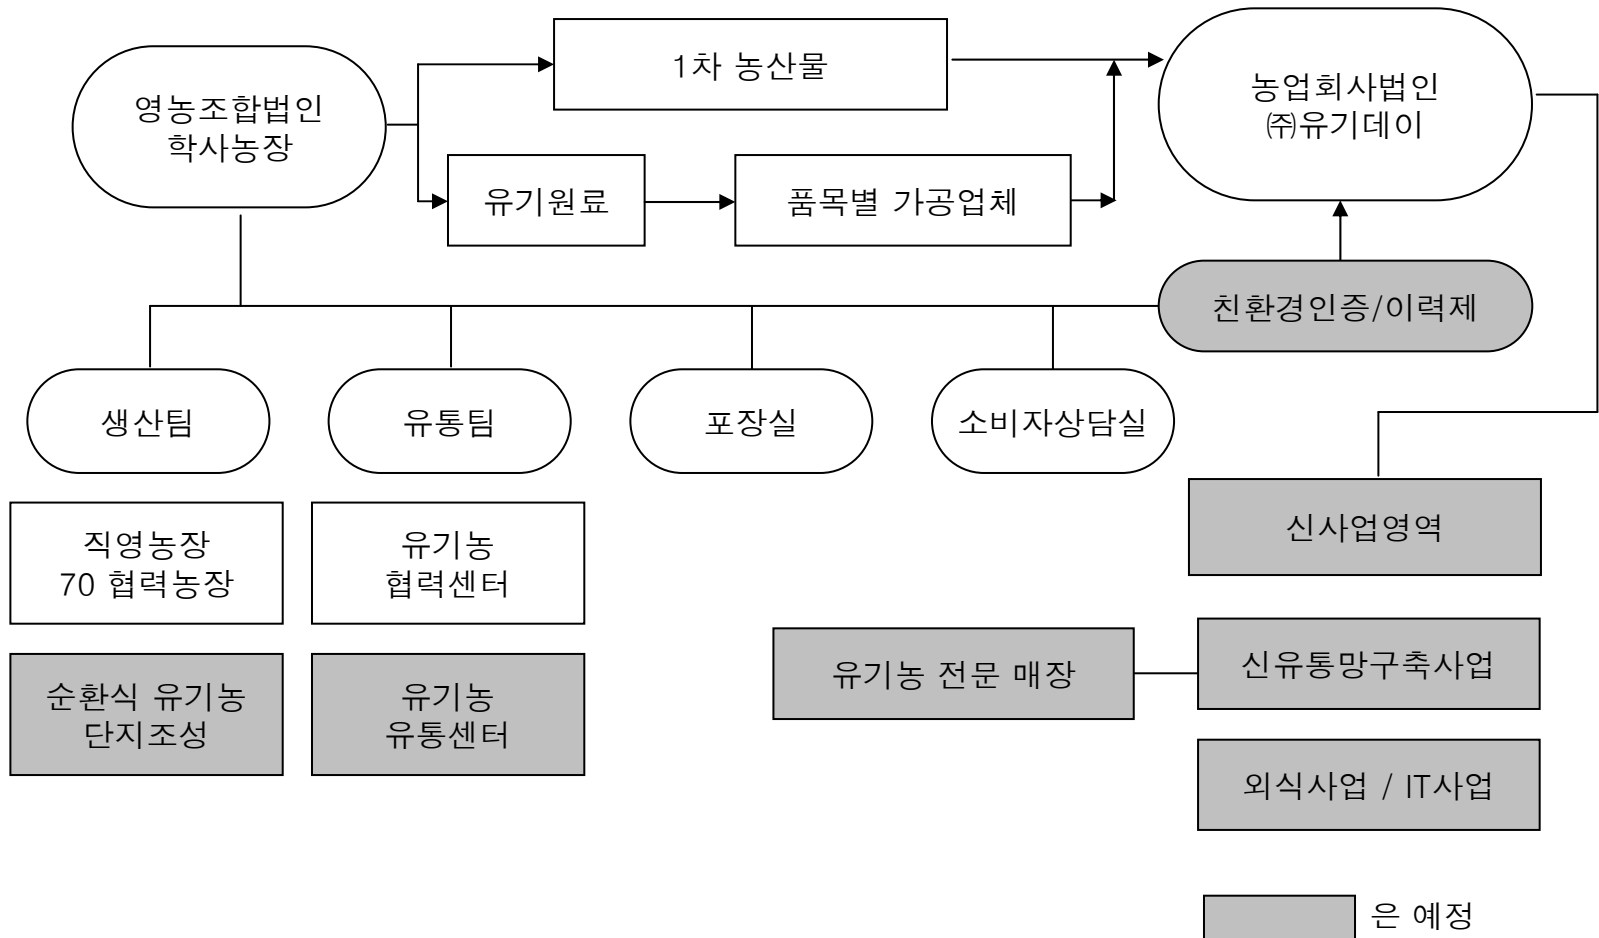 영농조합법인
학사농장
1차 농산물
농업회사법인
㈜유기데이
유기원료
품목별 가공업체
친환경인증/이력제
생산팀
유통팀
포장실
소비자상담실
직영농장
70 협력농장
유기농
협력센터
신사업영역
순환식 유기농
단지조성
유기농
유통센터
유기농 전문 매장
신유통망구축사업
외식사업 / IT사업
은 예정